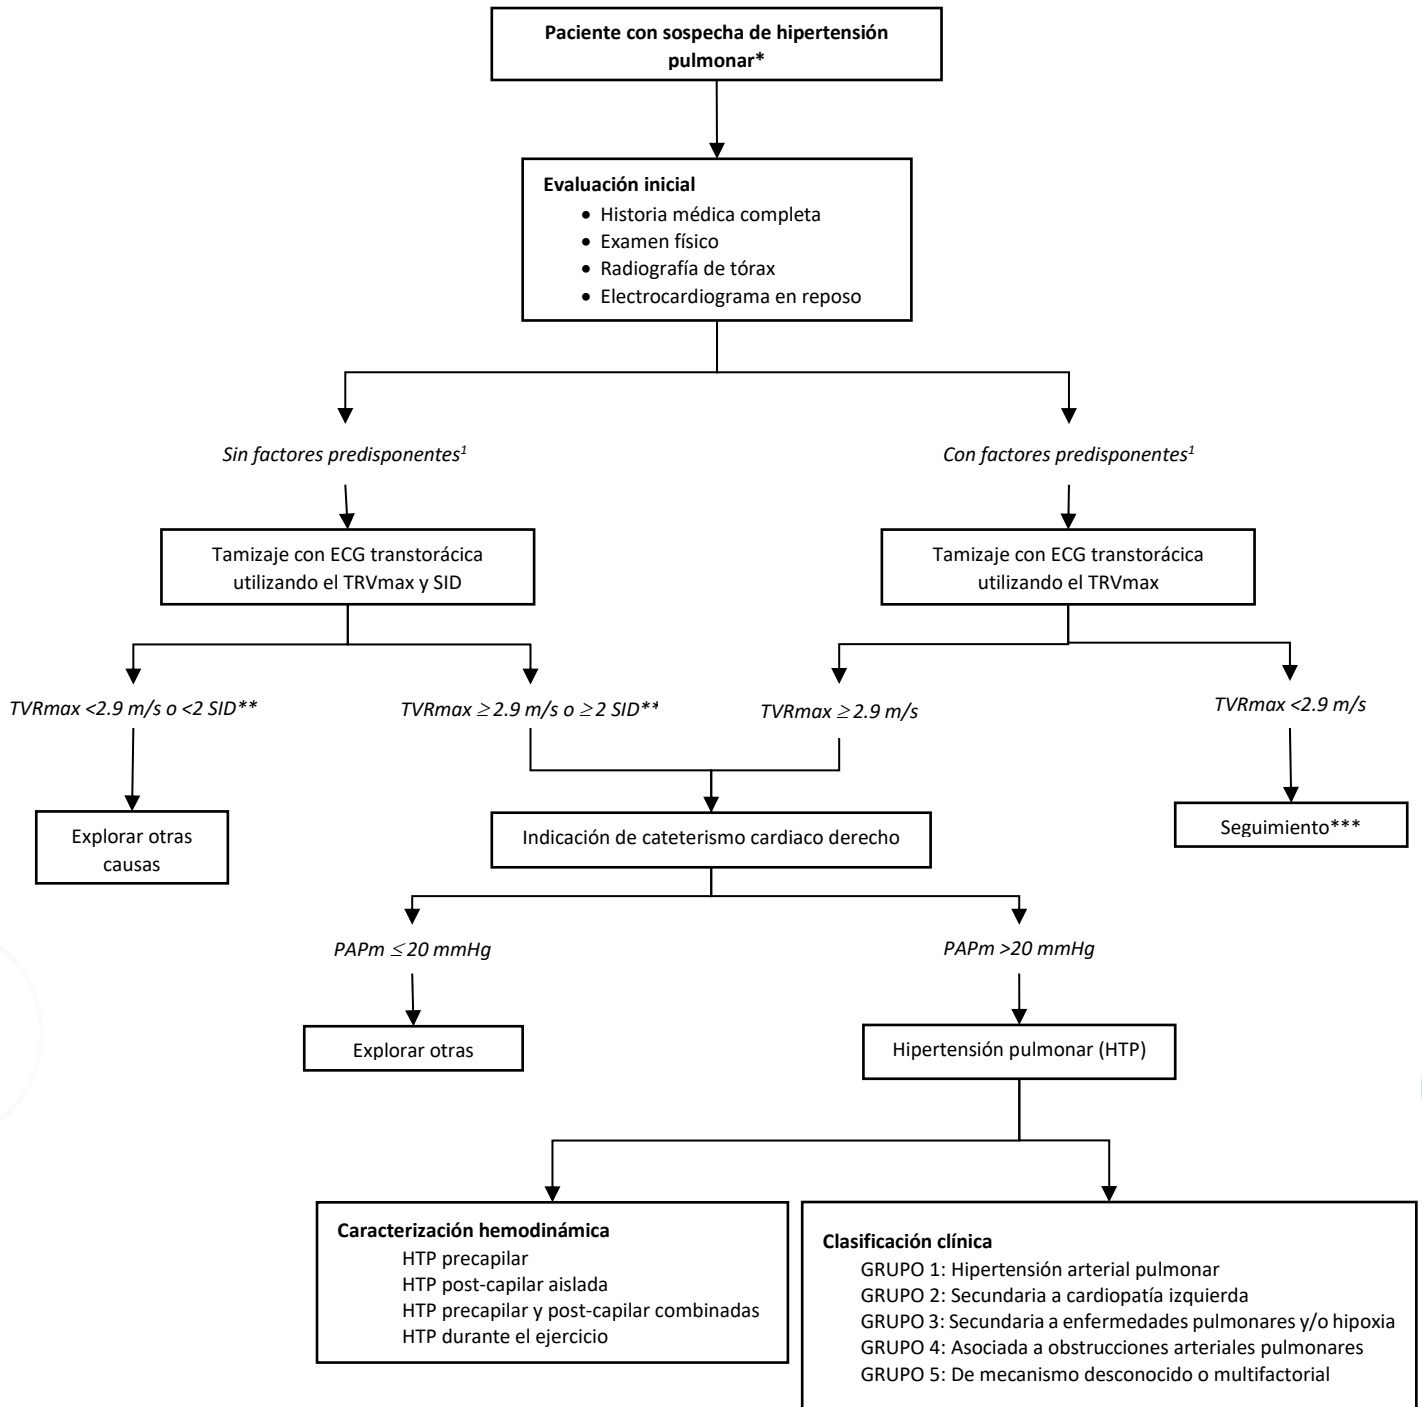 Paciente con sospecha de hipertensión
pulmonar*
Evaluación inicial
• Historia médica completa
• Examen físico
• Radiografía de tórax
• Electrocardiograma en reposo
Sin factores predisponentes¹
Con factores predisponentes¹
Tamizaje con ECG transtorácica
utilizando el TRVmax y SID
Tamizaje con ECG transtorácica
utilizando el TRVmax
TVRmax <2.9 m/s o <2 SID**
TVRmax ≥ 2.9 m/s o ≥ 2 SID**
TVRmax ≥ 2.9 m/s
TVRmax <2.9 m/s
Explorar otras
causas
Indicación de cateterismo cardiaco derecho
Seguimiento***
PAPm ≤ 20 mmHg
PAPm >20 mmHg
Explorar otras
Hipertensión pulmonar (HTP)
Caracterización hemodinámica
HTP precapilar
HTP post-capilar aislada
HTP precapilar y post-capilar combinadas
HTP durante el ejercicio
Clasificación clínica
GRUPO 1: Hipertensión arterial pulmonar
GRUPO 2: Secundaria a cardiopatía izquierda
GRUPO 3: Secundaria a enfermedades pulmonares y/o hipoxia
GRUPO 4: Asociada a obstrucciones arteriales pulmonares
GRUPO 5: De mecanismo desconocido o multifactorial